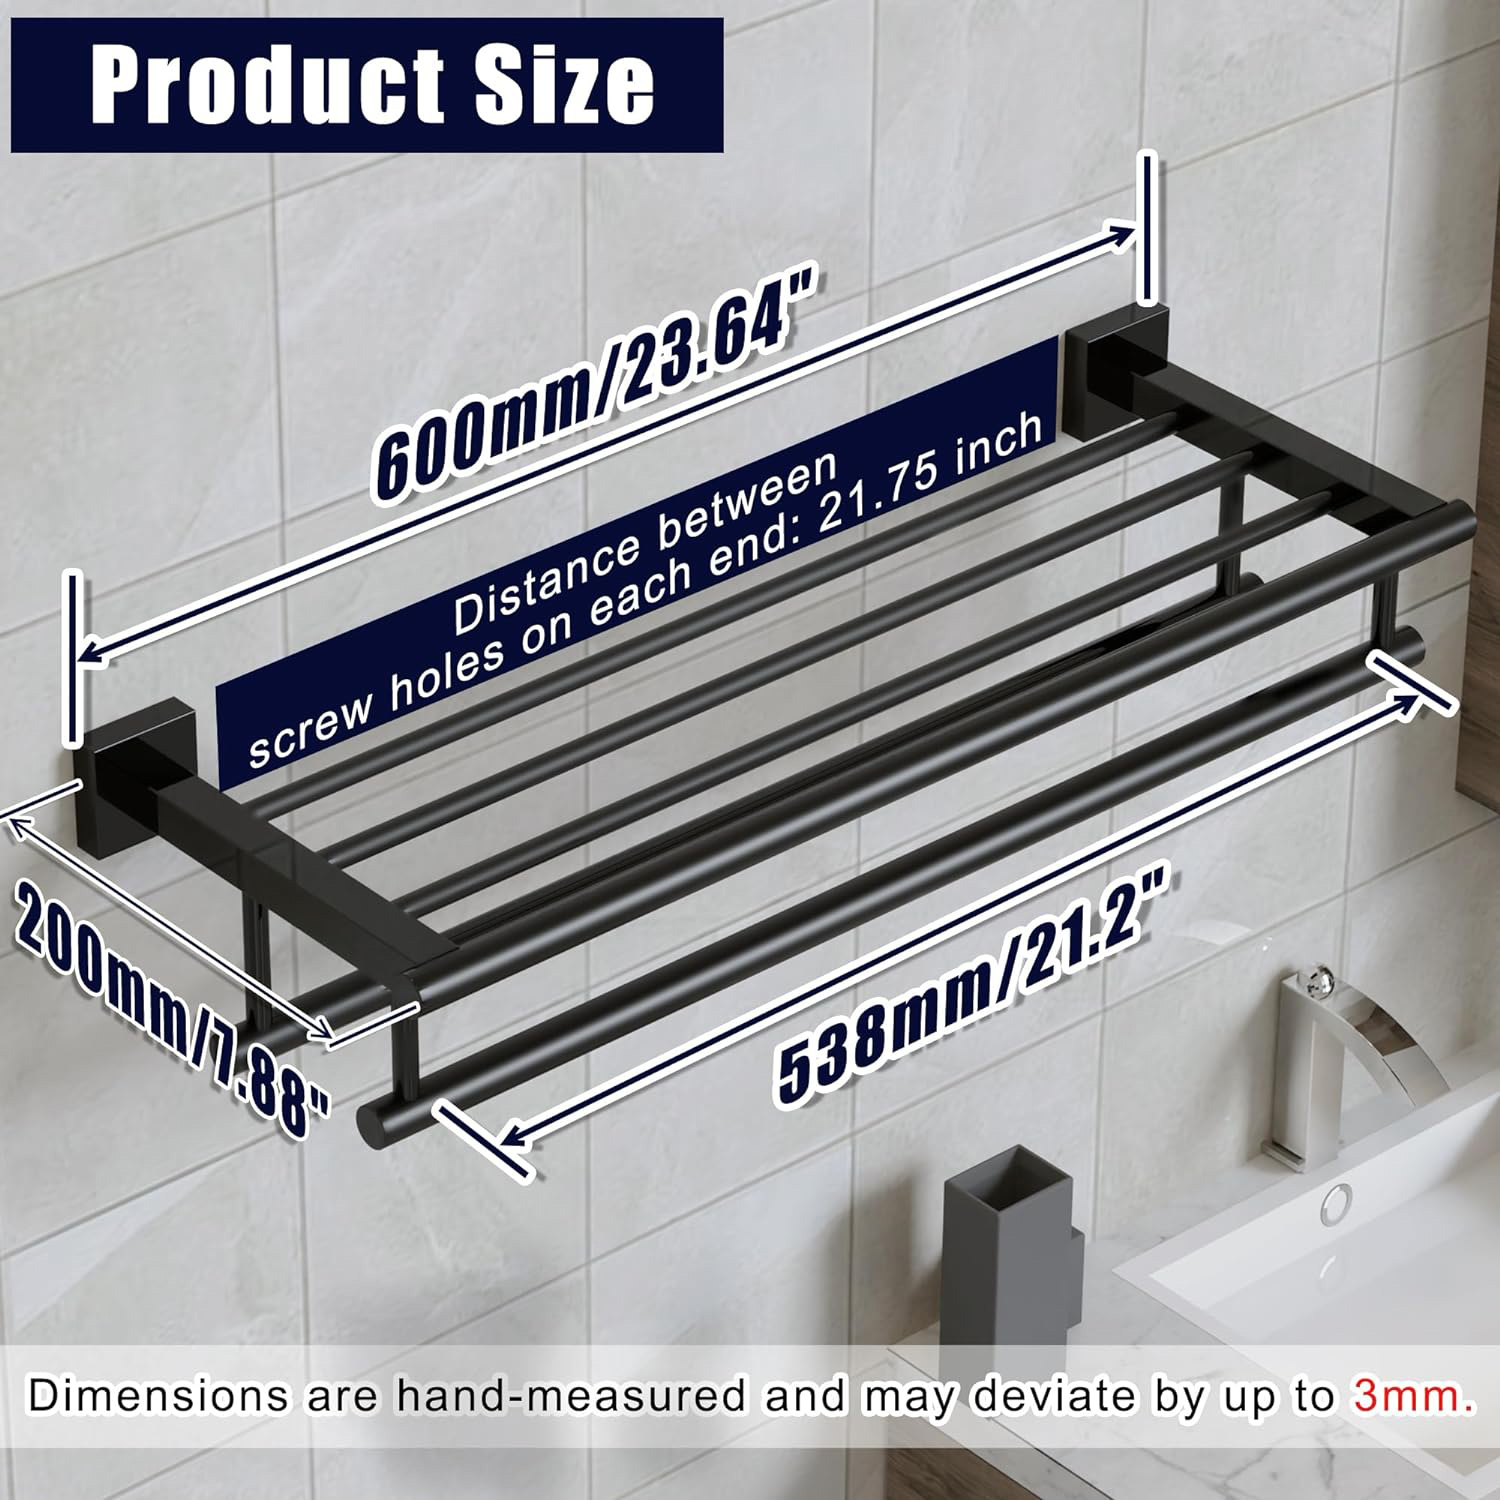 Product Size
600mm/23.64"
Distance between
screw holes on each end: 21.75 inch
200mm/7.88"
538mm/21.2"
Dimensions are hand-measured and may deviate by up to 3mm.